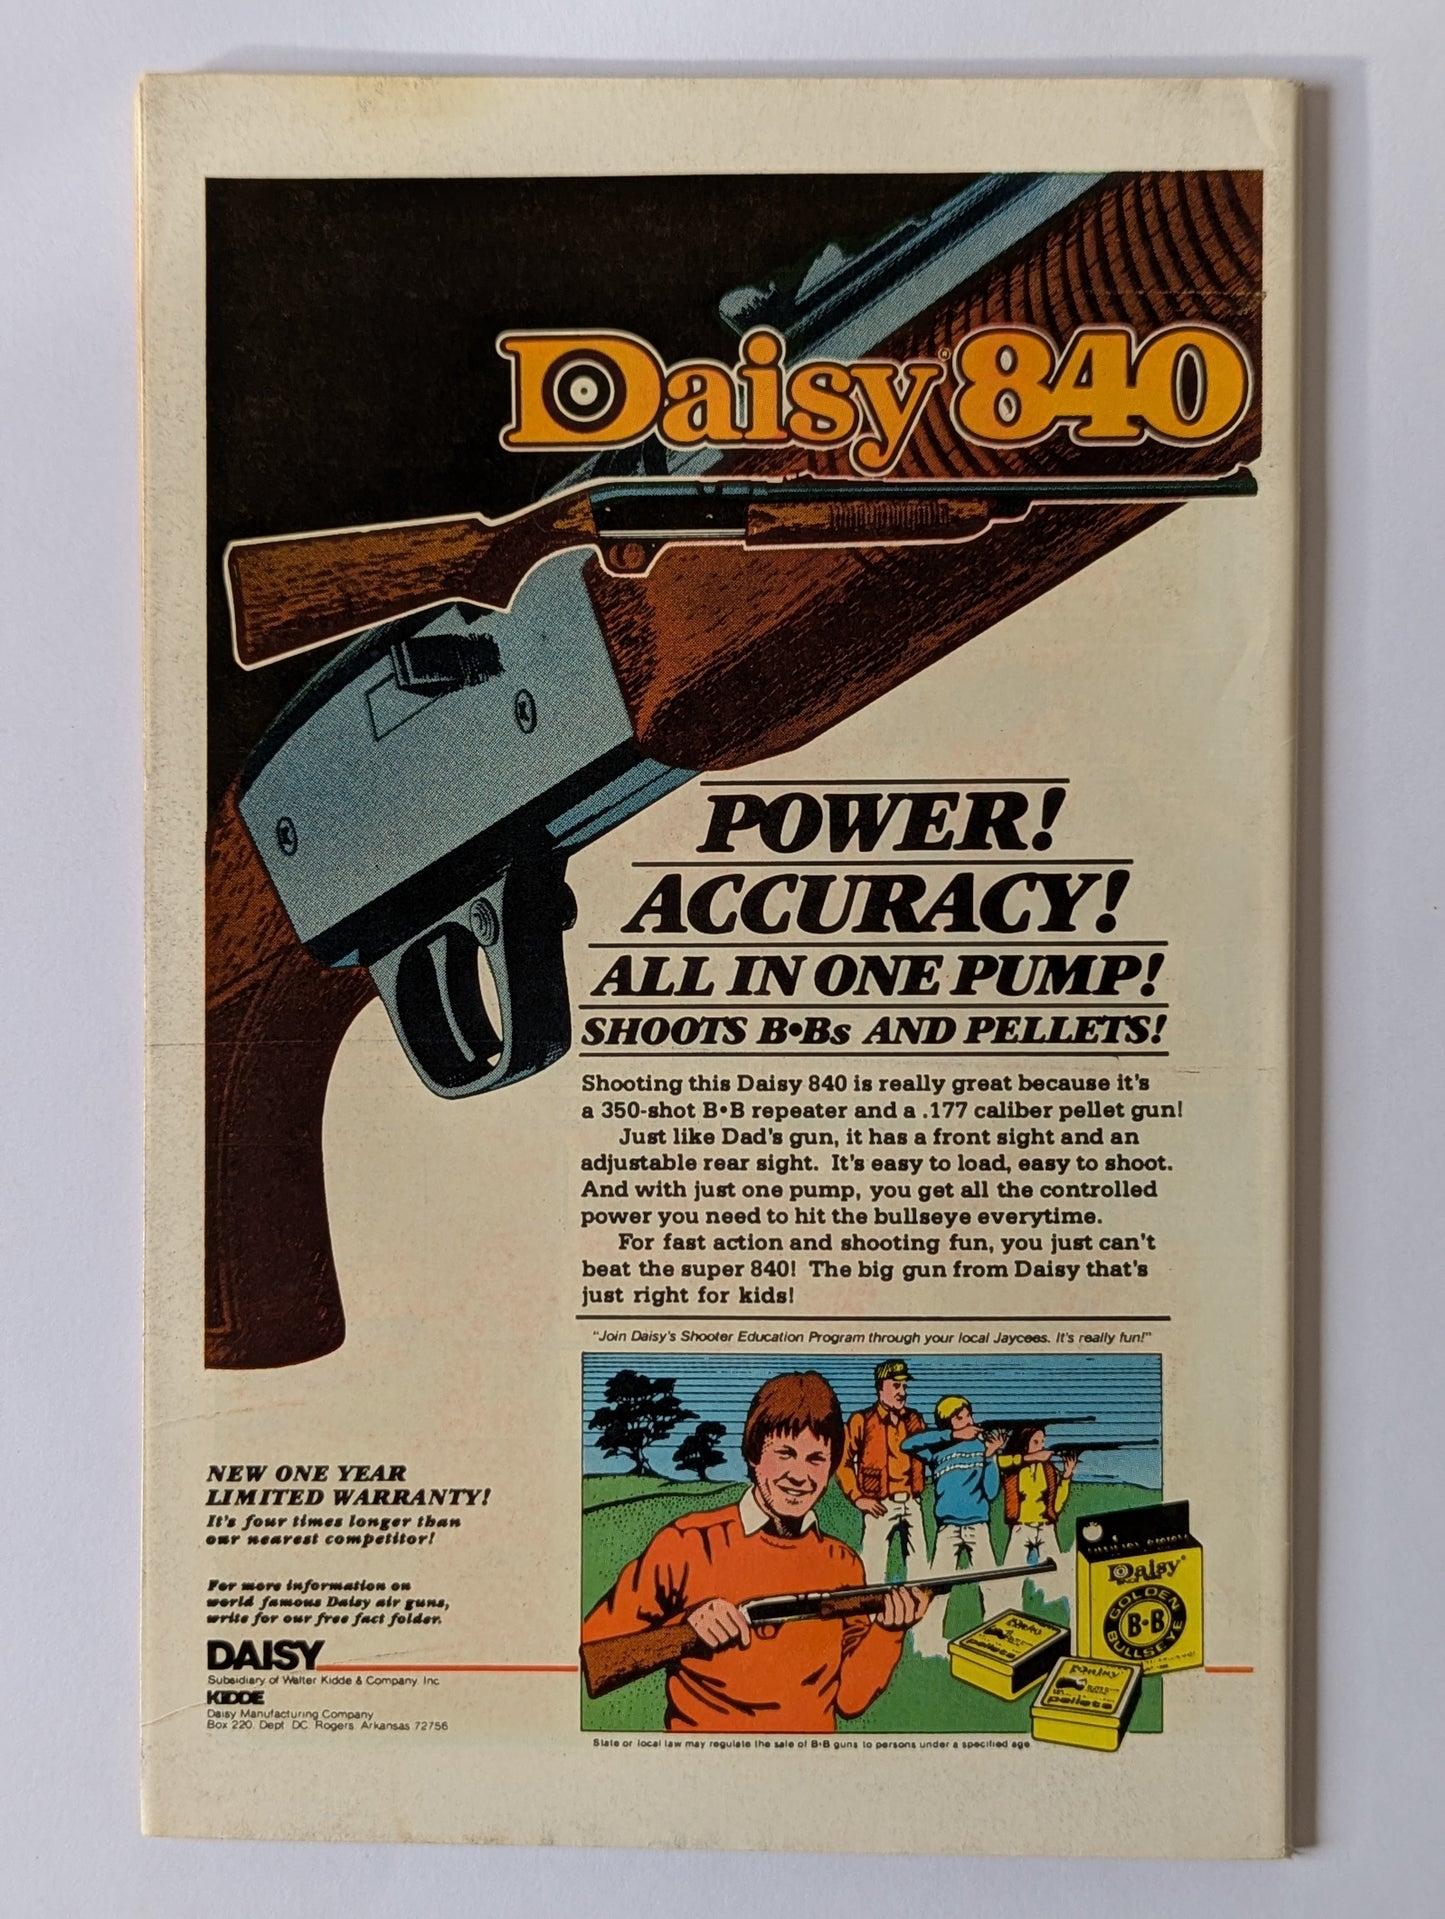 Daisy® 840
POWER!
ACCURACY!
ALL IN ONE PUMP!
SHOOTS B•Bs AND PELLETS!
Shooting this Daisy 840 is really great because it's
a 350-shot B•B repeater and a .177 caliber pellet gun!
Just like Dad's gun, it has a front sight and an
adjustable rear sight. It's easy to load, easy to shoot.
And with just one pump, you get all the controlled
power you need to hit the bullseye everytime.
For fast action and shooting fun, you just can't
beat the super 840! The big gun from Daisy that's
just right for kids!
"Join Daisy's Shooter Education Program through your local Jaycees. It's really fun!"
NEW ONE YEAR
LIMITED WARRANTY!
It's four times longer than
our nearest competitor!
For more information on
world famous Daisy air guns,
write for our free fact folder.
DAISY
Subsidiary of Walter Kidde & Company. Inc
KIDDE
Daisy Manufacturing Company
Box 220. Dept DC. Rogers. Arkansas 72756
Daisy®
GOLDEN
B•B
BULLSEYE
pellets
Daisy
pellets
State or local law may regulate the sale of B•B guns to persons under a specified age